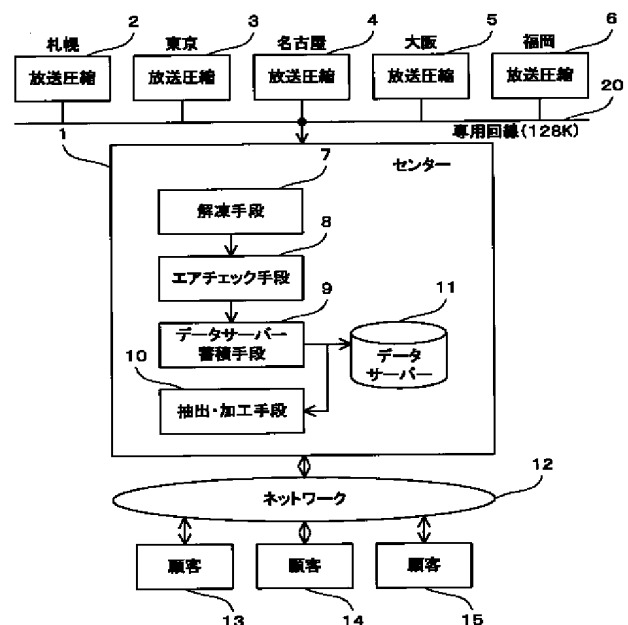 2 3 4 5 6
札幌 東京 名古屋 大阪 福岡
放送圧縮 放送圧縮 放送圧縮 放送圧縮 放送圧縮
20
1 専用回線(128K)
センター
7
解凍手段
8
エアチェック手段
9
データサーバー
蓄積手段
11
データ
サーバー
10
抽出・加工手段
12
ネットワーク
顧客 顧客 顧客
13 14 15